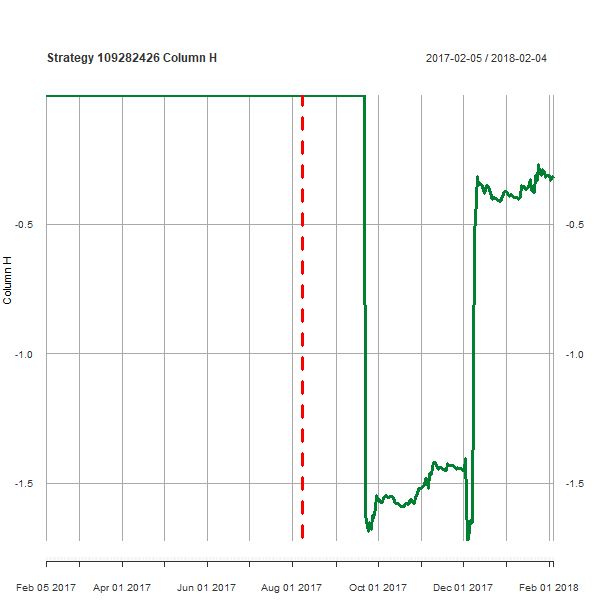 Strategy 109282426 Column H
2017-02-05 / 2018-02-04
Column H
-0.5
-0.5
-1.0
-1.0
-1.5
-1.5
Feb 05 2017
Apr 01 2017
Jun 01 2017
Aug 01 2017
Oct 01 2017
Dec 01 2017
Feb 01 2018